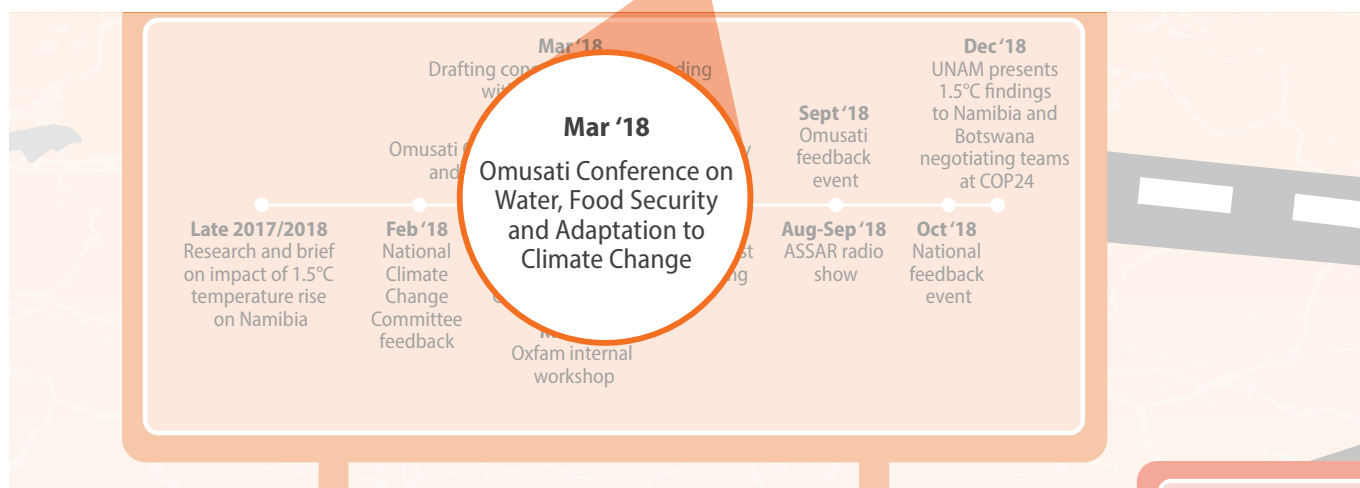 Mar ‘18
Drafting
with
Omusati
and
Mar ‘18
Omusati Conference on
Water, Food Security
and Adaptation to
Climate Change
Late 2017/2018
Research and brief
on impact of 1.5°C
temperature rise
on Namibia
Feb ‘18
National
Climate
Change
Committee
feedback
Oxfam internal
workshop
Sept ‘18
Omusati
feedback
event
Aug-Sep ‘18
ASSAR radio
show
Dec ‘18
UNAM presents
1.5°C findings
to Namibia and
Botswana
negotiating teams
at COP24
Oct ‘18
National
feedback
event